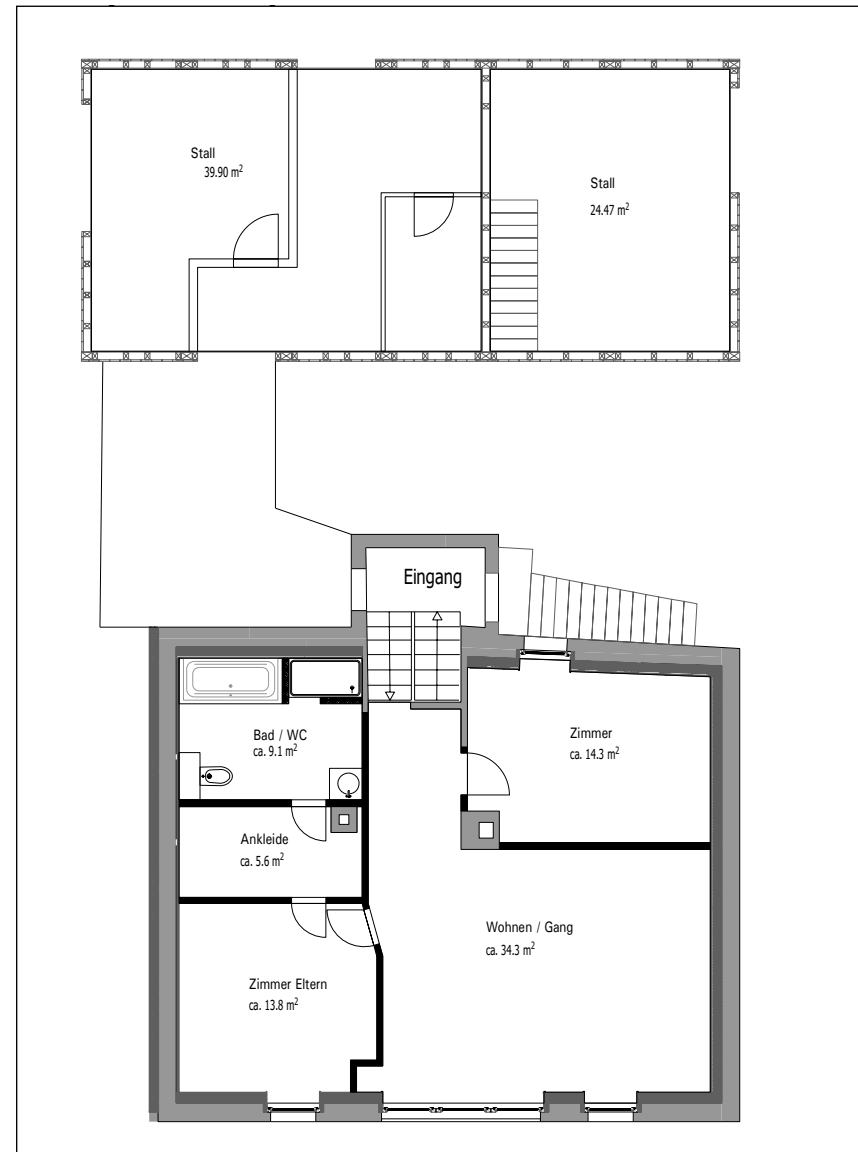 Stall
39.90 m²
Stall
24.47 m²
Eingang
Bad / WC
ca. 9.1 m²
Zimmer
ca. 14.3 m²
Ankleide
ca. 5.6 m²
Wohnen / Gang
ca. 34.3 m²
Zimmer Eltern
ca. 13.8 m²